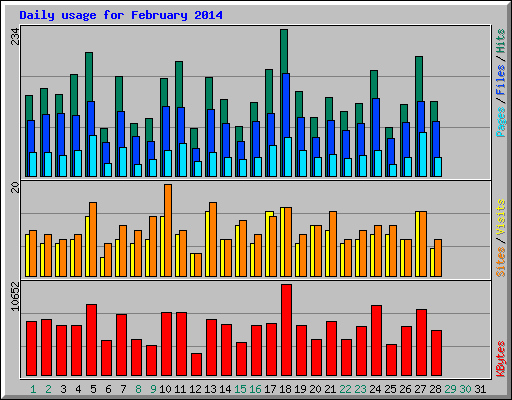 Daily usage for February 2014
234
Pages / Files / Hits
20
Sites / Visits
10652
KBytes
1 2 3 4 5 6 7 8 9 10 11 12 13 14 15 16 17 18 19 20 21 22 23 24 25 26 27 28 29 30 31